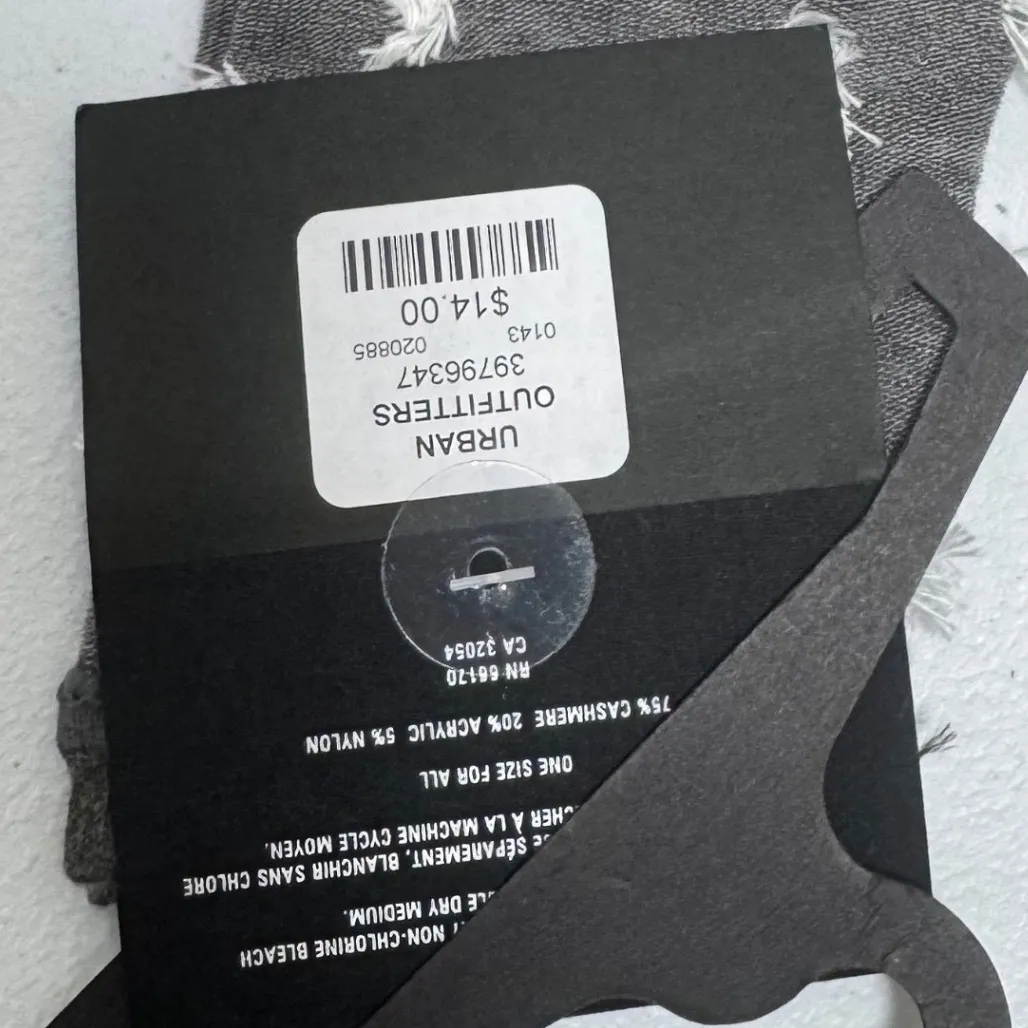 NON-CHLORINE BLEACH
DRY MEDIUM.
SÉPAREMENT, BLANCHIR SANS CHLORE
À LA MACHINE CYCLE MOYEN.
ONE SIZE FOR ALL
75% CASHMERE 20% ACRYLIC 5% NYLON
RN 66170
CA 32054
URBAN
OUTFITTERS
39796347
0143 020885
$14.00